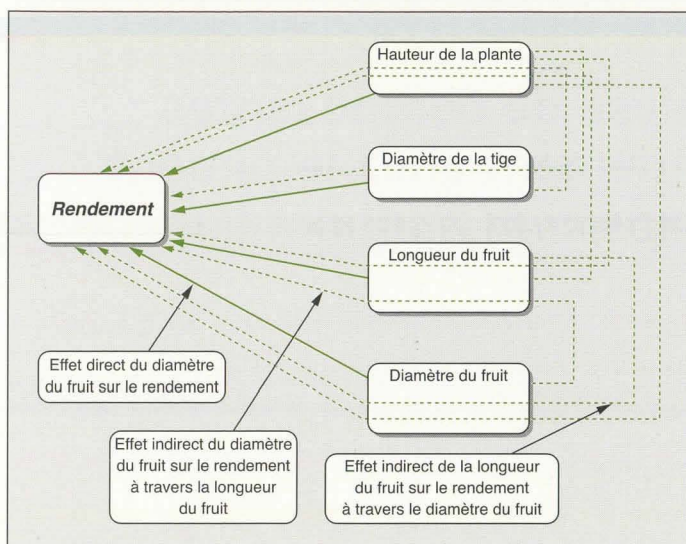 Hauteur de la plante
Diamètre de la tige
Rendement
Longueur du fruit
Effet direct du diamètre
du fruit sur le rendement
Diamètre du fruit
Effet indirect du diamètre
du fruit sur le rendement
à travers la longueur
du fruit
Effet indirect de la longueur
du fruit sur le rendement
à travers le diamètre du fruit